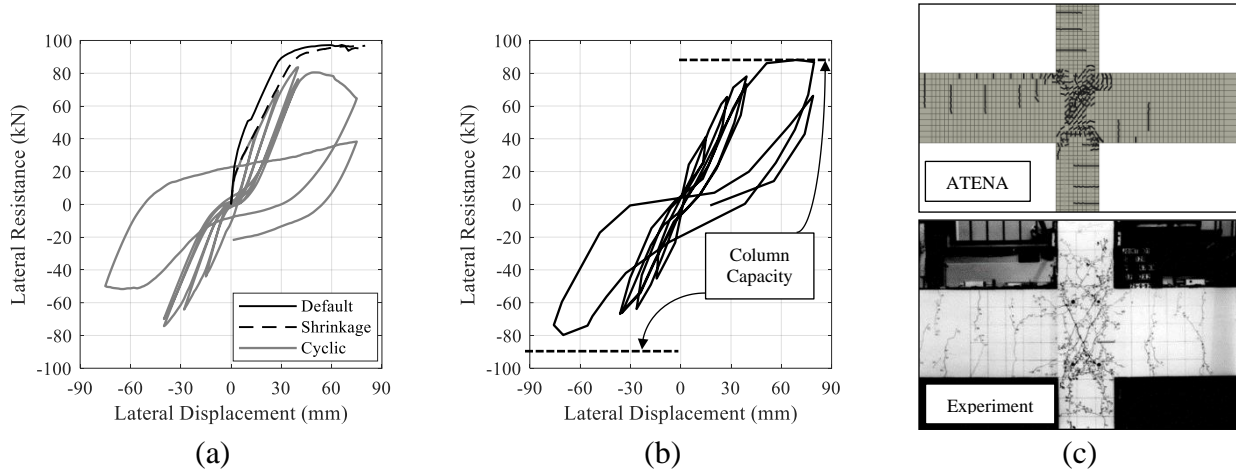 100
80
60
40
20
0
-20
-40
-60
-80
-100
Lateral Resistance (kN)
-90 -60 -30 0 30 60 90
Lateral Displacement (mm)
Default
Shrinkage
Cyclic
(a)
100
80
60
40
20
0
-20
-40
-60
-80
-100
Lateral Resistance (kN)
-90 -60 -30 0 30 60 90
Lateral Displacement (mm)
Column
Capacity
(b)
ATENA
Experiment
(c)